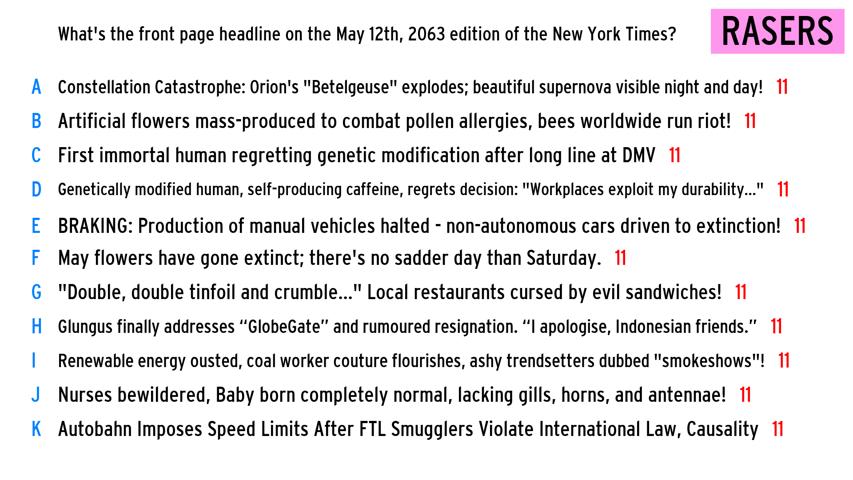 What's the front page headline on the May 12th, 2063 edition of the New York Times?
RASERS
A Constellation Catastrophe: Orion's "Betelgeuse" explodes; beautiful supernova visible night and day! 11
B Artificial flowers mass-produced to combat pollen allergies, bees worldwide run riot! 11
C First immortal human regretting genetic modification after long line at DMV 11
D Genetically modified human, self-producing caffeine, regrets decision: "Workplaces exploit my durability..." 11
E BRAKING: Production of manual vehicles halted - non-autonomous cars driven to extinction! 11
F May flowers have gone extinct; there's no sadder day than Saturday. 11
G "Double, double tinfoil and crumble..." Local restaurants cursed by evil sandwiches! 11
H Glungus finally addresses “GlobeGate” and rumoured resignation. “I apologise, Indonesian friends.” 11
I Renewable energy ousted, coal worker couture flourishes, ashy trendsetters dubbed "smokeshows"! 11
J Nurses bewildered, Baby born completely normal, lacking gills, horns, and antennae! 11
K Autobahn Imposes Speed Limits After FTL Smugglers Violate International Law, Causality 11